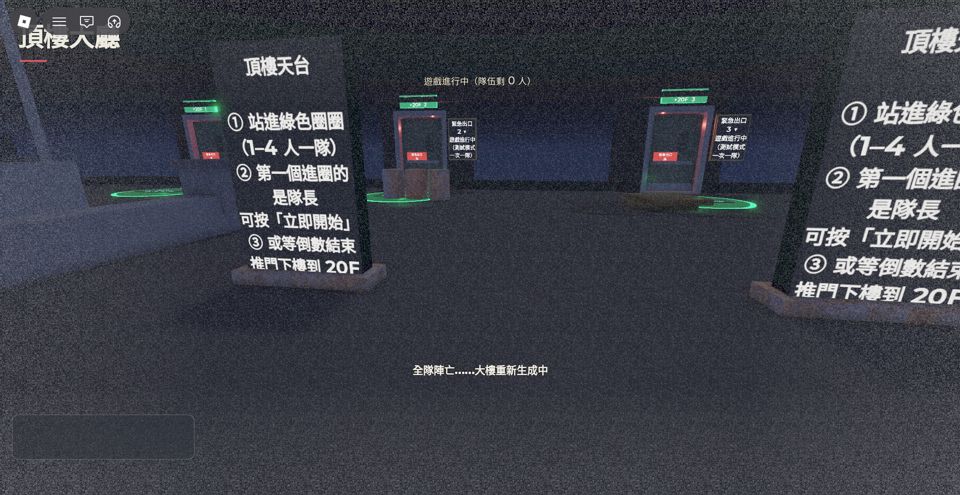 頂樓大廳
頂樓天台
① 站進綠色圈圈
（1–4 人一隊）
② 第一個進圈的
是隊長
可按「立即開始」
③ 或等倒數結束
推門下樓到 20F
遊戲進行中（隊伍剩 0 人）
20F 1
20F 2
緊急出口
2
遊戲進行中
（測試模式
一次一隊）
20F 3
緊急出口
3
遊戲進行中
（測試模式
一次一隊）
頂樓
① 站進綠色
（1–4 人一
② 第一個進
是隊長
可按「立即開始
③ 或等倒數結
推門下樓到 20F
全隊陣亡……大樓重新生成中